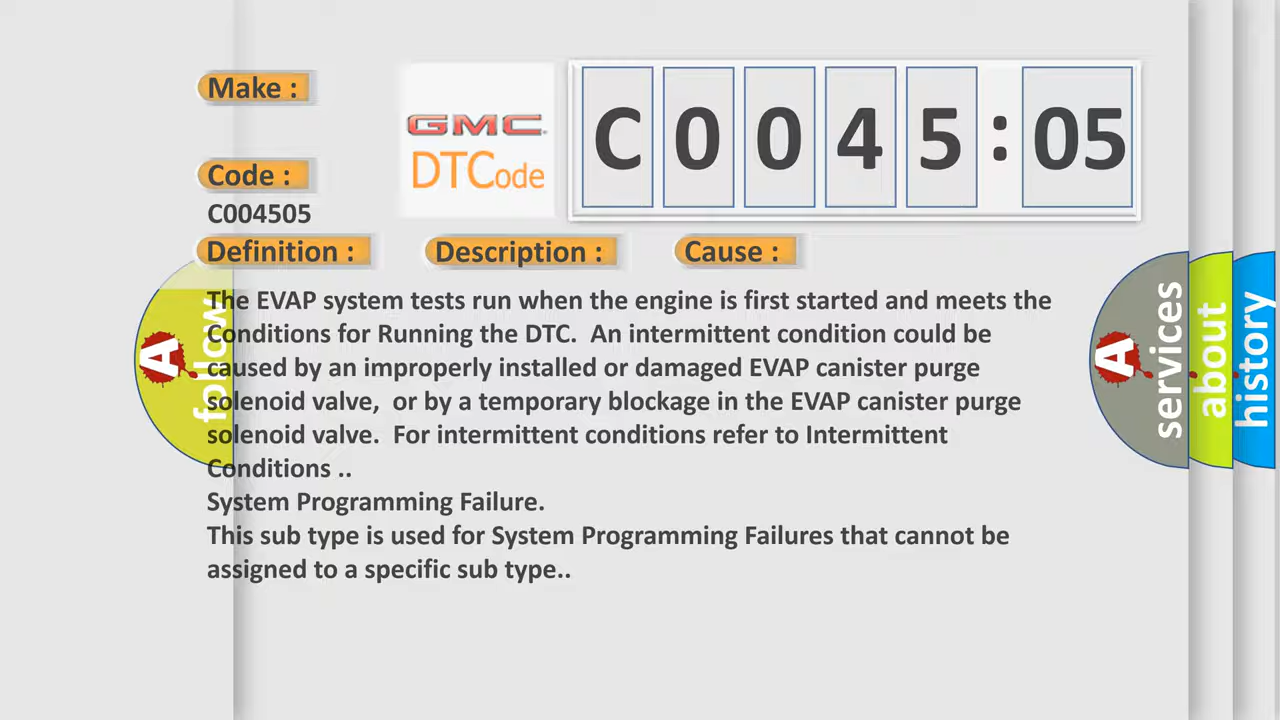 Make :
GMC
DTCode
C 0 0 4 5 : 05
Code :
C004505
Definition :
Description :
Cause :
The EVAP system tests run when the engine is first started and meets the
Conditions for Running the DTC.  An intermittent condition could be
caused by an improperly installed or damaged EVAP canister purge
solenoid valve,  or by a temporary blockage in the EVAP canister purge
solenoid valve.  For intermittent conditions refer to Intermittent
Conditions ..
System Programming Failure.
This sub type is used for System Programming Failures that cannot be
assigned to a specific sub type..
A
follow
A
services
about
history